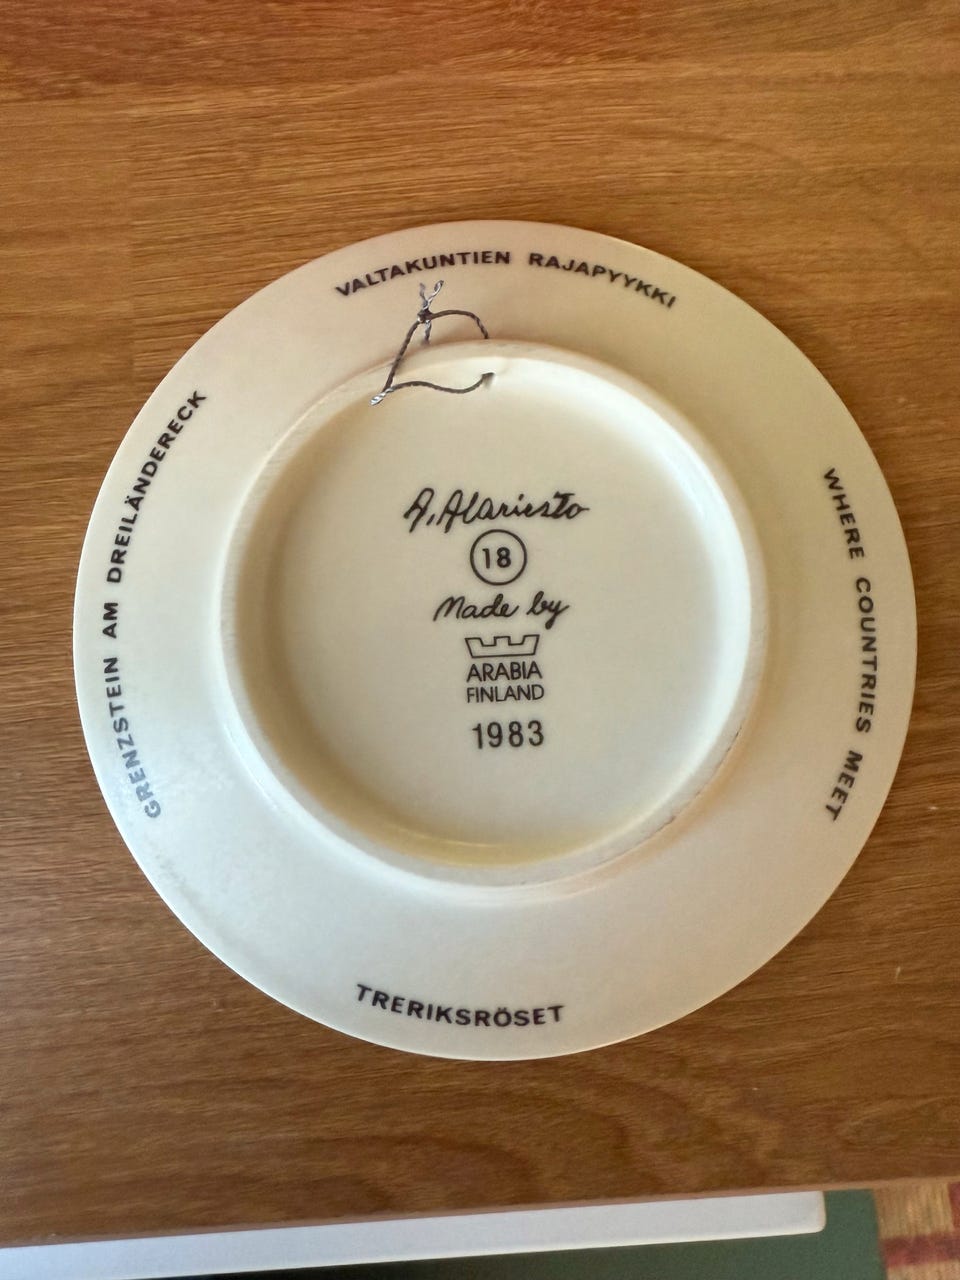 VALTAKUNTIEN RAJAPYYKKI
WHERE COUNTRIES MEET
TRERIKSRÖSET
GRENZSTEIN AM DREILÄNDERECK
A. Alariesto
18
Made by
ARABIA
FINLAND
1983